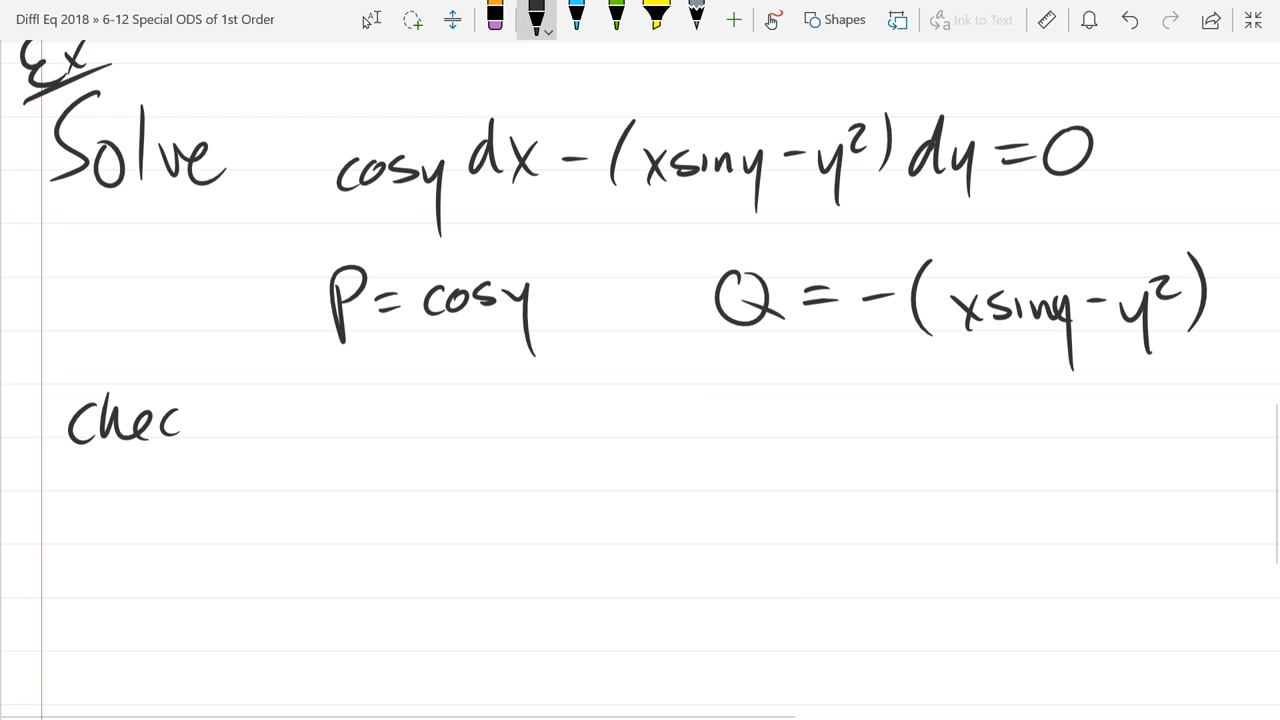 Diffl Eq 2018 » 6-12 Special ODS of 1st Order
Shapes
Ink to Text
Ex
Solve cosy dx - (xsiny - y²) dy = 0
P = cosy Q = -(xsiny - y²)
chec